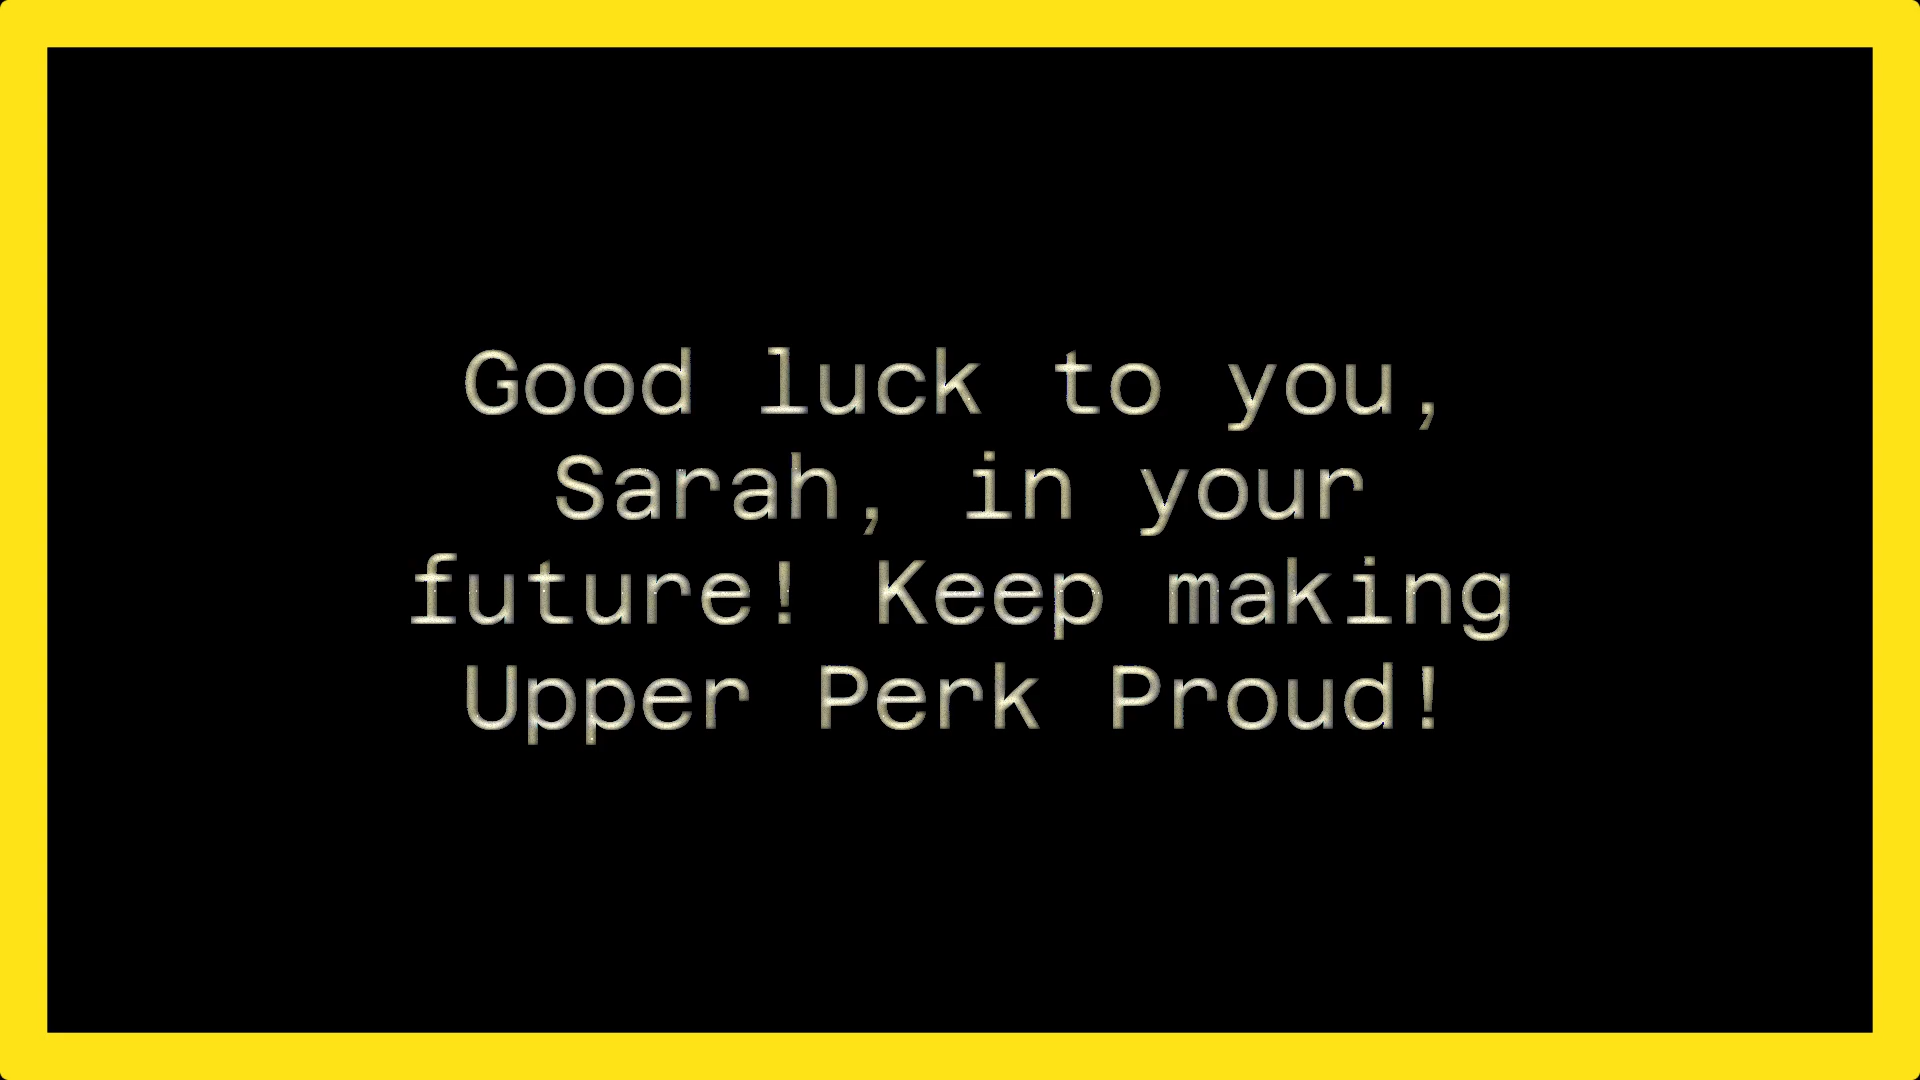 Good luck to you,
Sarah, in your
future! Keep making
Upper Perk Proud!